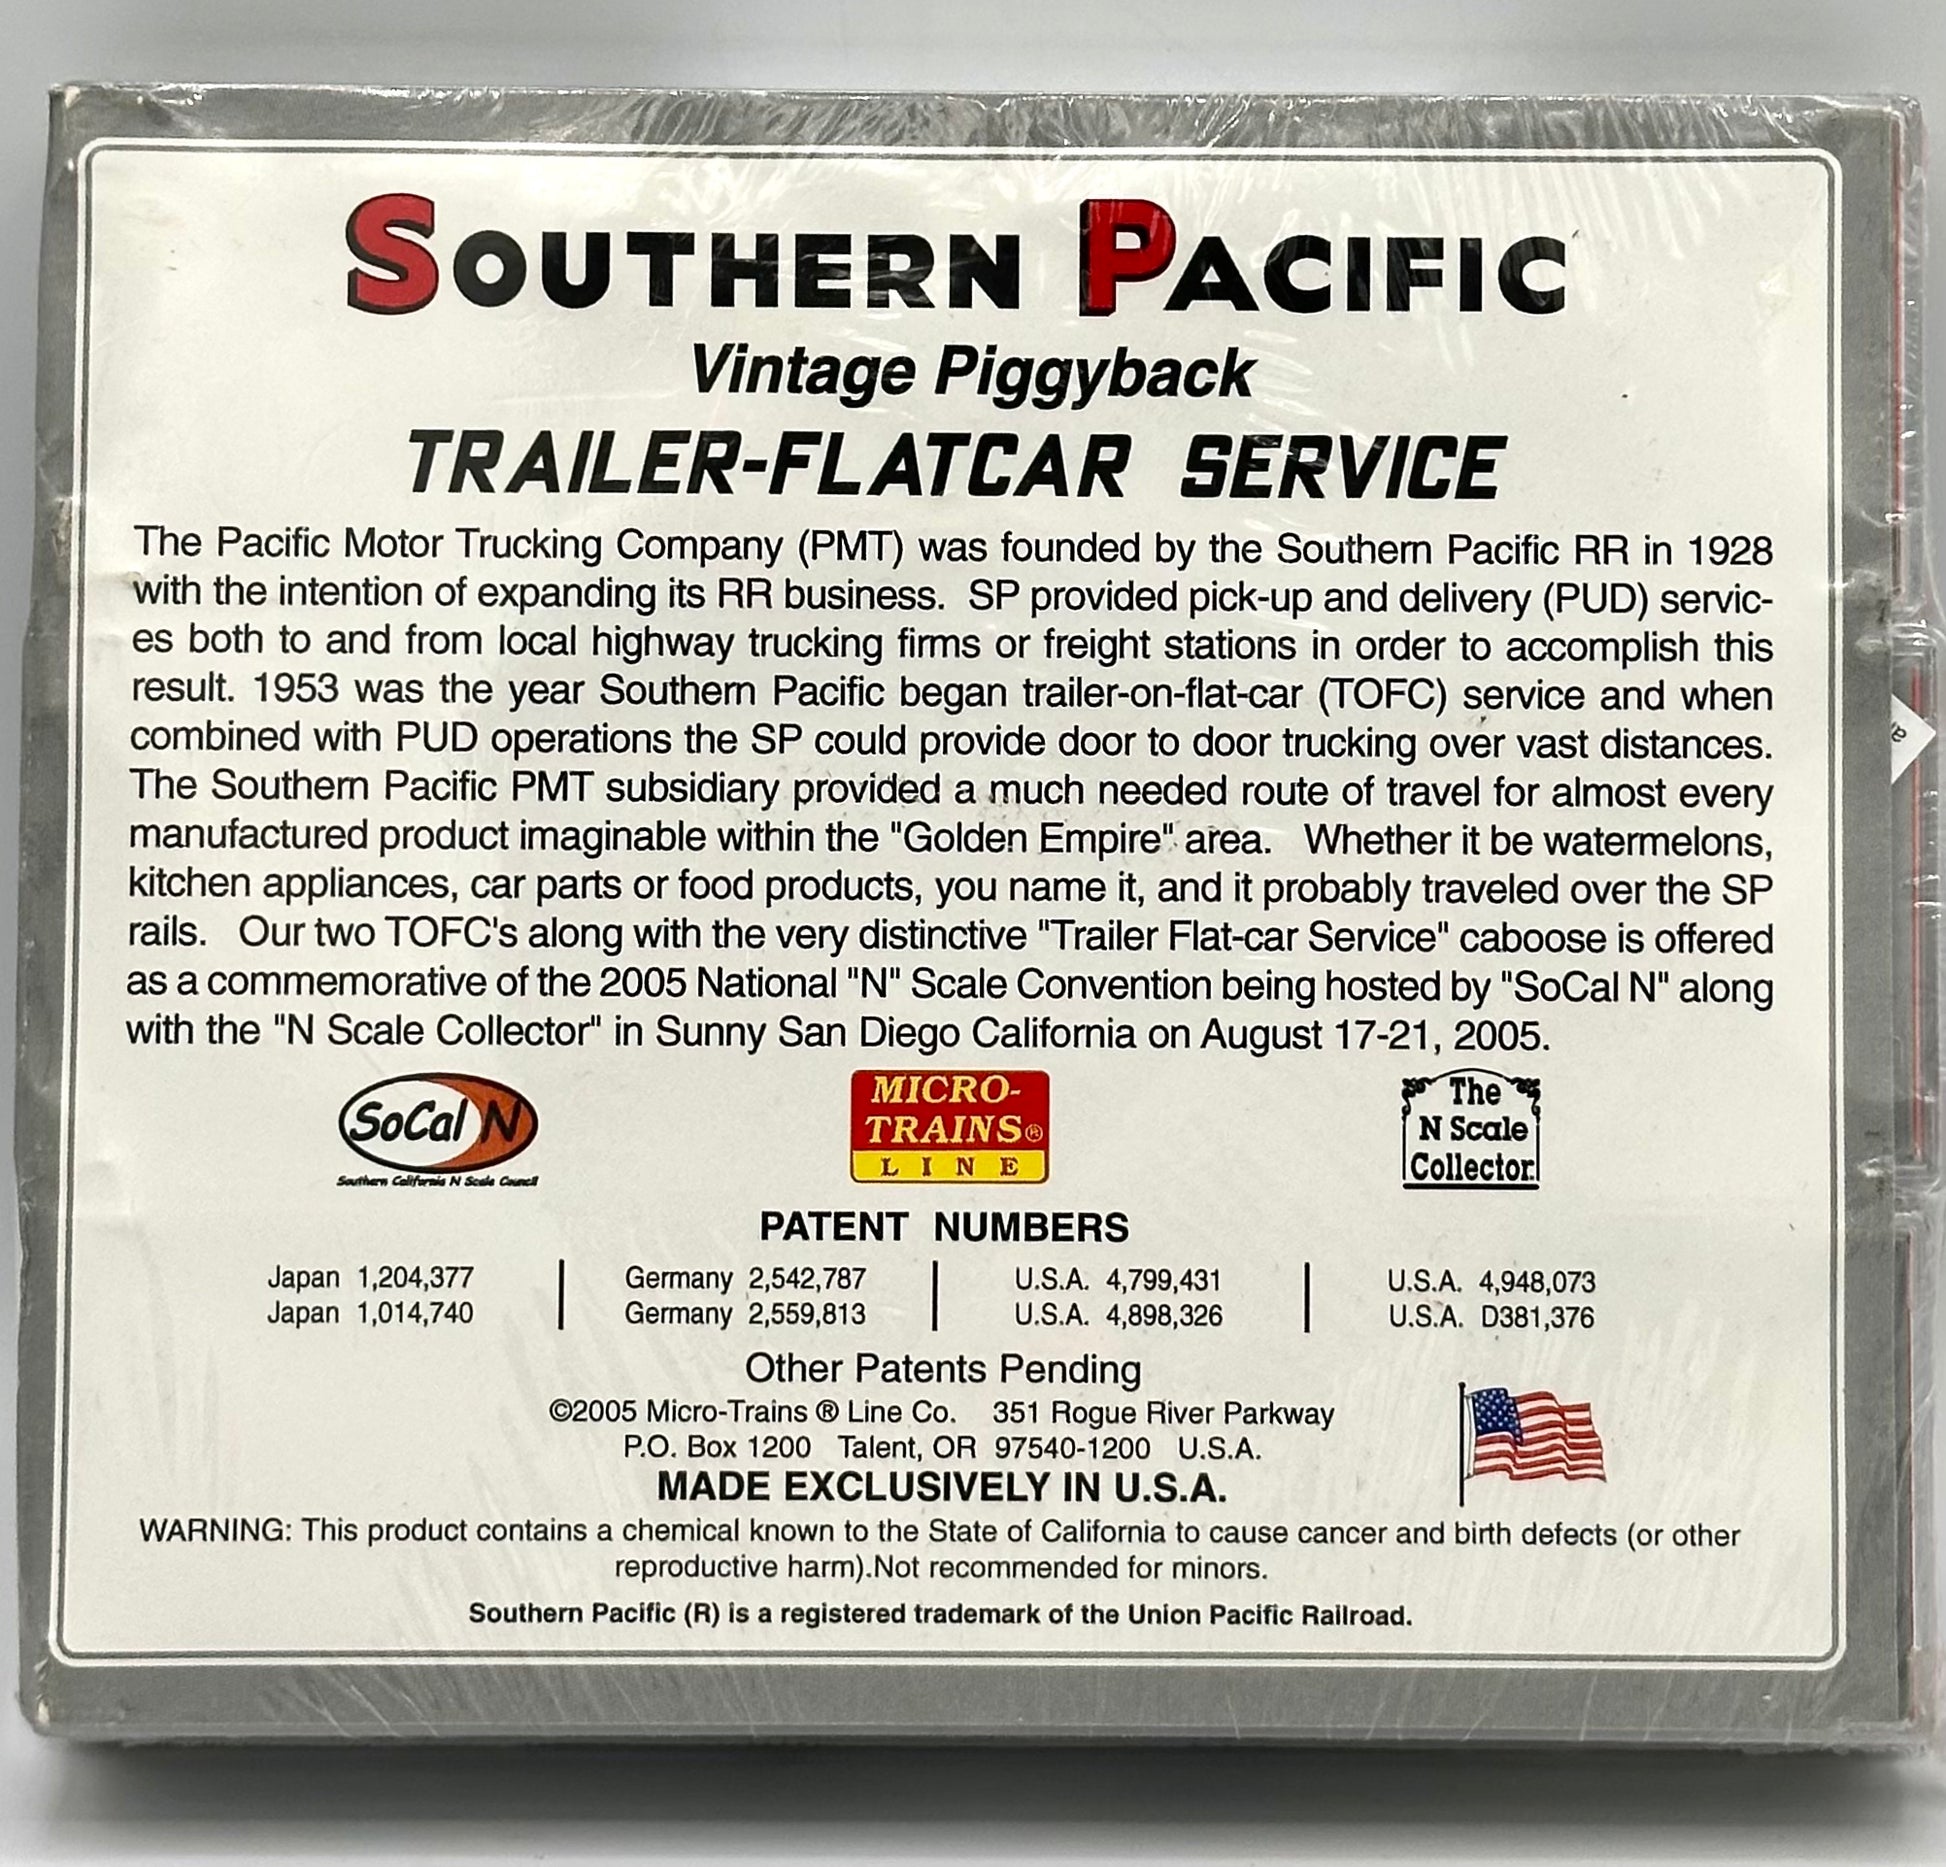 SOUTHERN PACIFIC
Vintage Piggyback
TRAILER-FLATCAR SERVICE
The Pacific Motor Trucking Company (PMT) was founded by the Southern Pacific RR in 1928
with the intention of expanding its RR business. SP provided pick-up and delivery (PUD) servic-
es both to and from local highway trucking firms or freight stations in order to accomplish this
result. 1953 was the year Southern Pacific began trailer-on-flat-car (TOFC) service and when
combined with PUD operations the SP could provide door to door trucking over vast distances.
The Southern Pacific PMT subsidiary provided a much needed route of travel for almost every
manufactured product imaginable within the "Golden Empire" area. Whether it be watermelons,
kitchen appliances, car parts or food products, you name it, and it probably traveled over the SP
rails. Our two TOFC's along with the very distinctive "Trailer Flat-car Service" caboose is offered
as a commemorative of the 2005 National "N" Scale Convention being hosted by "SoCal N" along
with the "N Scale Collector" in Sunny San Diego California on August 17-21, 2005.
SoCal N
Southern California N Scale Council
MICRO-
TRAINS®
LINE
The
N Scale
Collector
PATENT NUMBERS
Japan 1,204,377 | Germany 2,542,787 | U.S.A. 4,799,431 | U.S.A. 4,948,073
Japan 1,014,740 | Germany 2,559,813 | U.S.A. 4,898,326 | U.S.A. D381,376
Other Patents Pending
©2005 Micro-Trains ® Line Co. 351 Rogue River Parkway
P.O. Box 1200 Talent, OR 97540-1200 U.S.A.
MADE EXCLUSIVELY IN U.S.A.
WARNING: This product contains a chemical known to the State of California to cause cancer and birth defects (or other
reproductive harm).Not recommended for minors.
Southern Pacific (R) is a registered trademark of the Union Pacific Railroad.